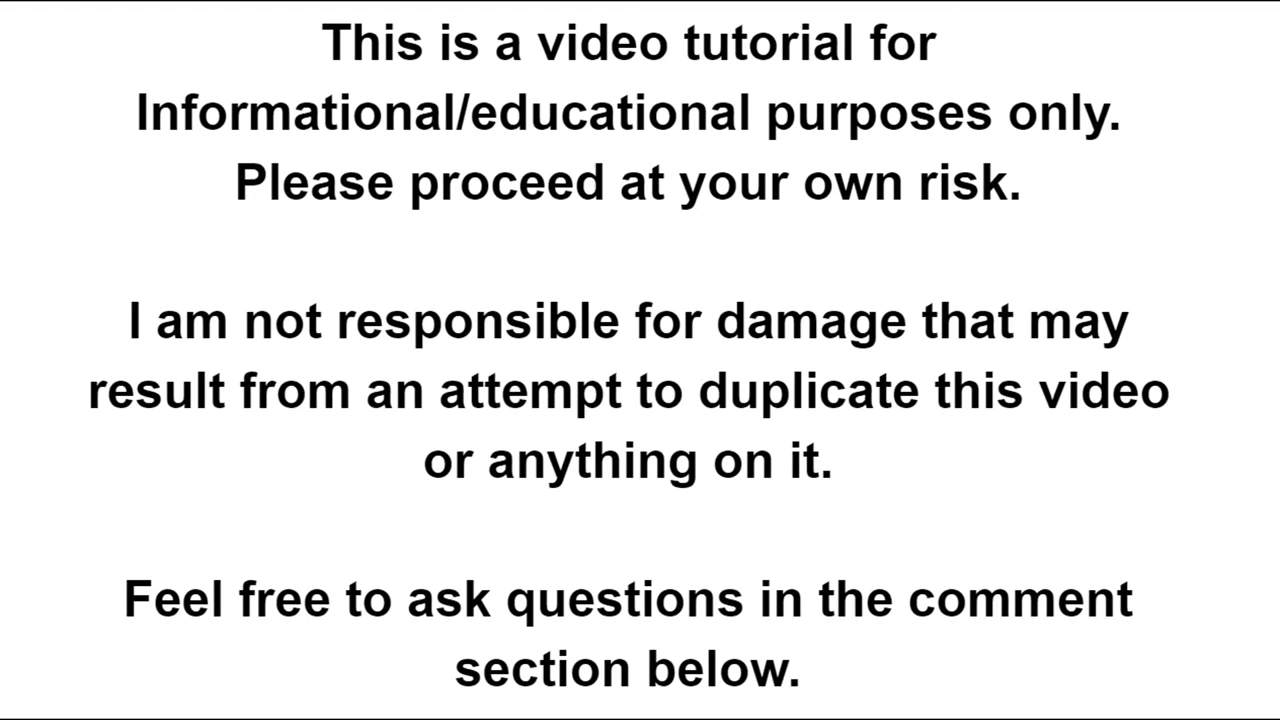 This is a video tutorial for
Informational/educational purposes only.
Please proceed at your own risk.
I am not responsible for damage that may
result from an attempt to duplicate this video
or anything on it.
Feel free to ask questions in the comment
section below.